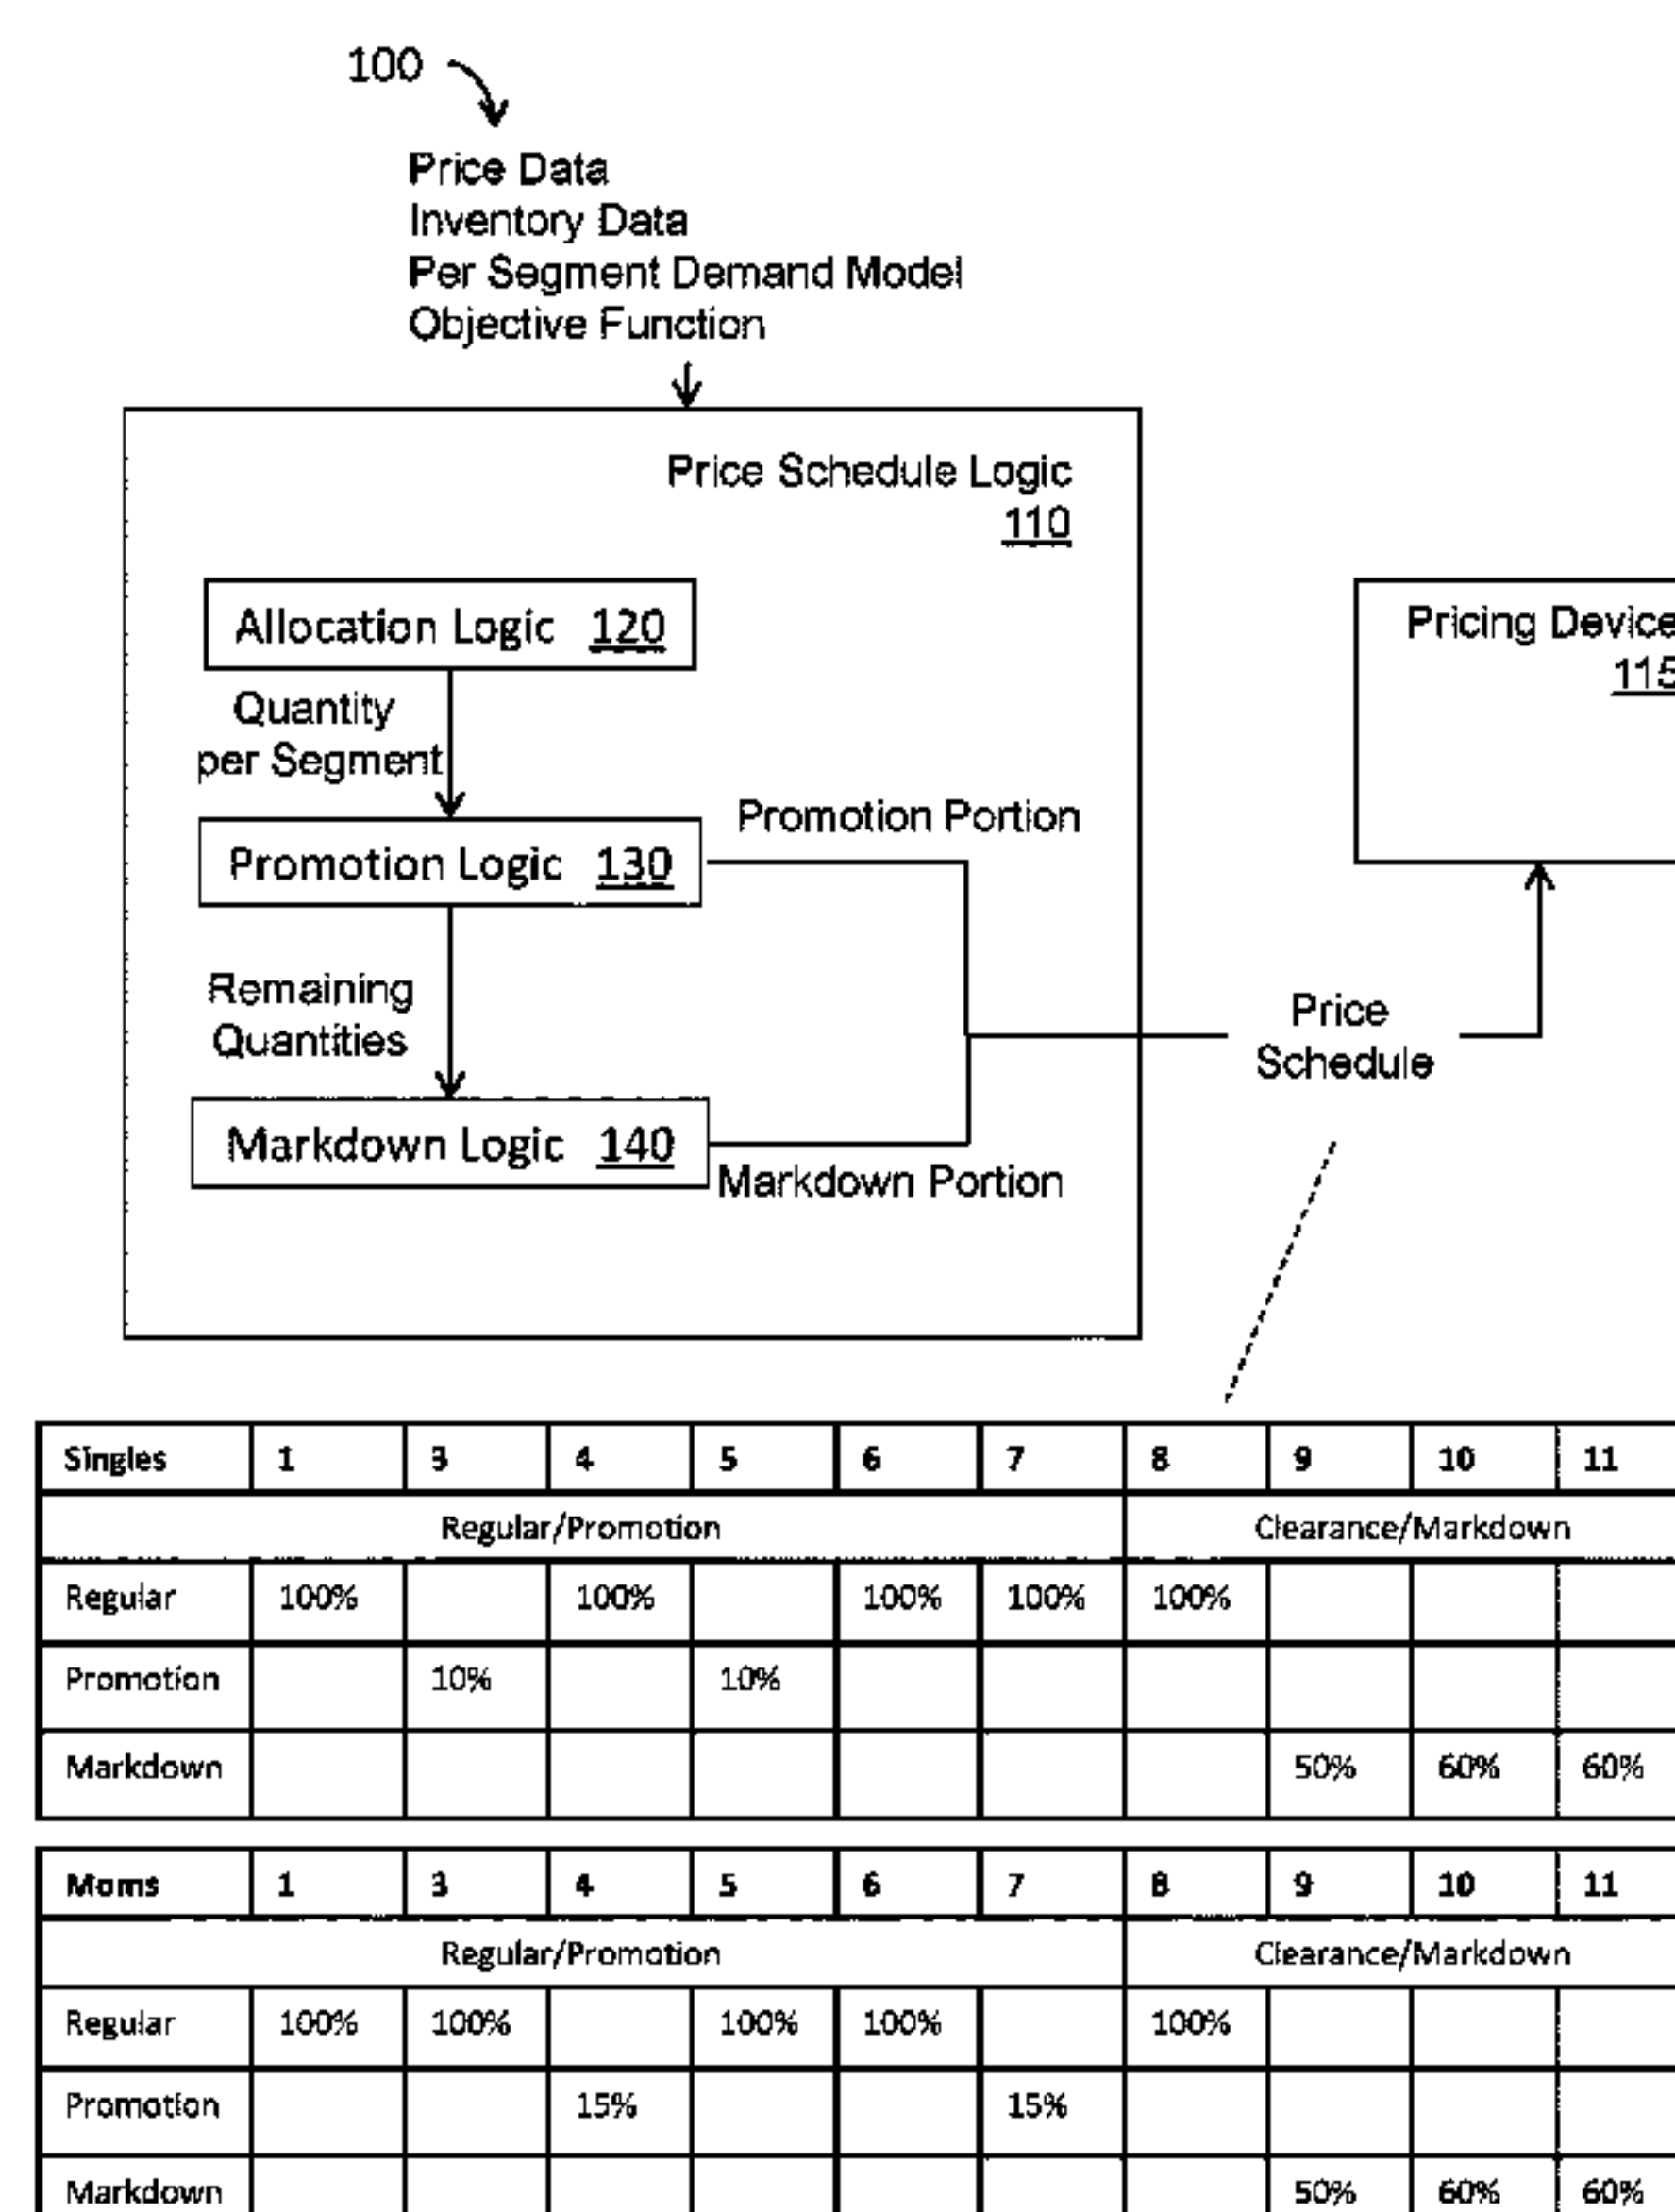 100
Price Data
Inventory Data
Per Segment Demand Model
Objective Function
Price Schedule Logic
110
Allocation Logic 120
Quantity
per Segment
Promotion Logic 130
Promotion Portion
Remaining
Quantities
Markdown Logic 140
Markdown Portion
Pricing Device
115
Price
Schedule
Singles 1 3 4 5 6 7 8 9 10 11
Regular/Promotion Clearance/Markdown
Regular 100% 100% 100% 100% 100%
Promotion 10% 10%
Markdown 50% 60% 60%
Moms 1 3 4 5 6 7 8 9 10 11
Regular/Promotion Clearance/Markdown
Regular 100% 100% 100% 100% 100%
Promotion 15% 15%
Markdown 50% 60% 60%